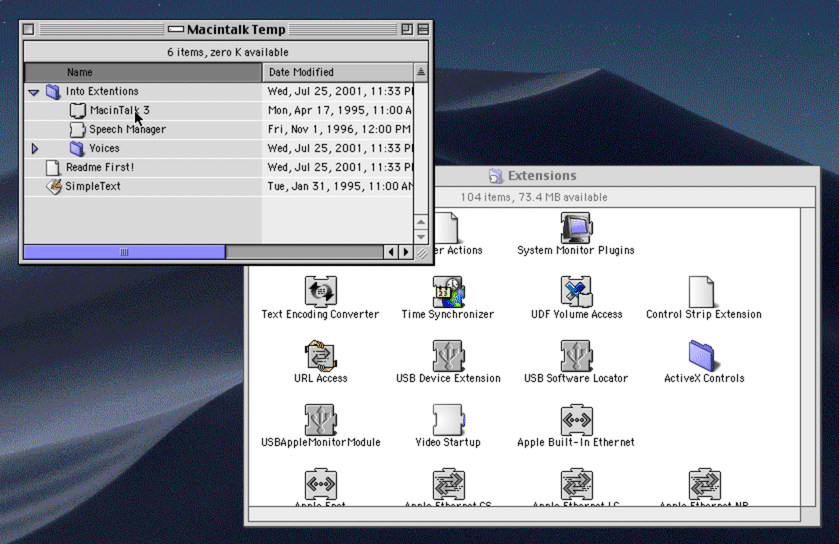 Macintalk Temp
6 items, zero K available
Name Date Modified
Into Extentions Wed, Jul 25, 2001, 11:33 P
MacinTalk 3 Mon, Apr 17, 1995, 11:00 A
Speech Manager Fri, Nov 1, 1996, 12:00 PM
Voices Wed, Jul 25, 2001, 11:33 P
Readme First! Wed, Jul 25, 2001, 11:33 P
SimpleText Tue, Jan 31, 1995, 11:00 AM
Extensions
104 items, 73.4 MB available
er Actions System Monitor Plugins
Text Encoding Converter Time Synchronizer UDF Volume Access Control Strip Extension
URL Access USB Device Extension USB Software Locator ActiveX Controls
USBAppleMonitorModule Video Startup Apple Built-In Ethernet
Apple Enet Apple Ethernet CS Apple Ethernet LC Apple Ethernet NB